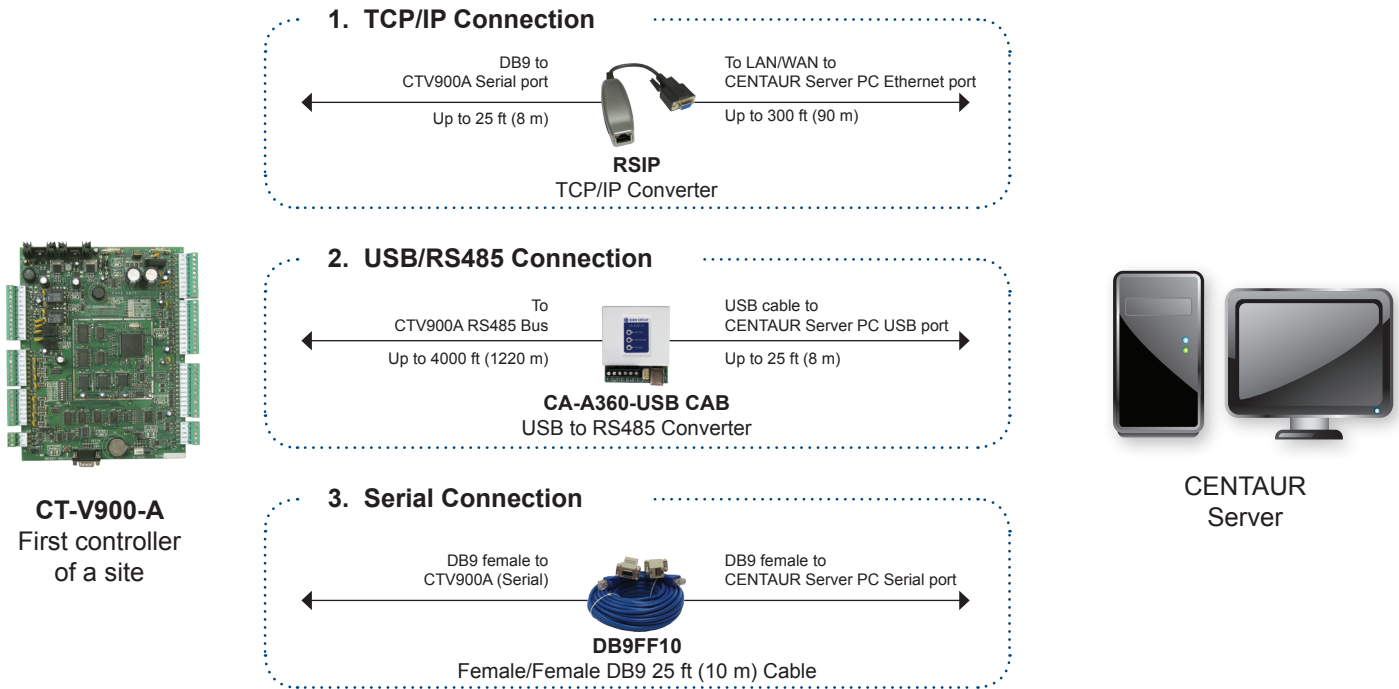 1. TCP/IP Connection
DB9 to
CTV900A Serial port
Up to 25 ft (8 m)
To LAN/WAN to
CENTAUR Server PC Ethernet port
Up to 300 ft (90 m)
RSIP
TCP/IP Converter
2. USB/RS485 Connection
To
CTV900A RS485 Bus
Up to 4000 ft (1220 m)
USB cable to
CENTAUR Server PC USB port
Up to 25 ft (8 m)
CA-A360-USB CAB
USB to RS485 Converter
3. Serial Connection
DB9 female to
CTV900A (Serial)
DB9 female to
CENTAUR Server PC Serial port
DB9FF10
Female/Female DB9 25 ft (10 m) Cable
CT-V900-A
First controller
of a site
CENTAUR
Server